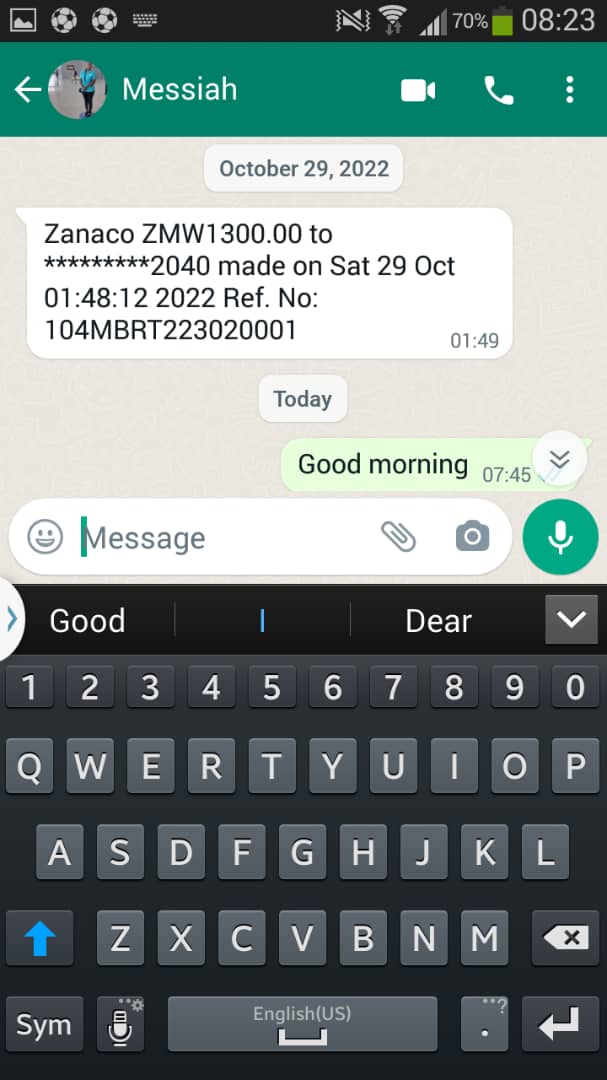 70% 08:23
Messiah
October 29, 2022
Zanaco ZMW1300.00 to
*********2040 made on Sat 29 Oct
01:48:12 2022 Ref. No:
104MBRT223020001
01:49
Today
Good morning 07:45
Message
Good I Dear
1 2 3 4 5 6 7 8 9 0
Q W E R T Y U I O P
A S D F G H J K L
Z X C V B N M
Sym English(US) . ?